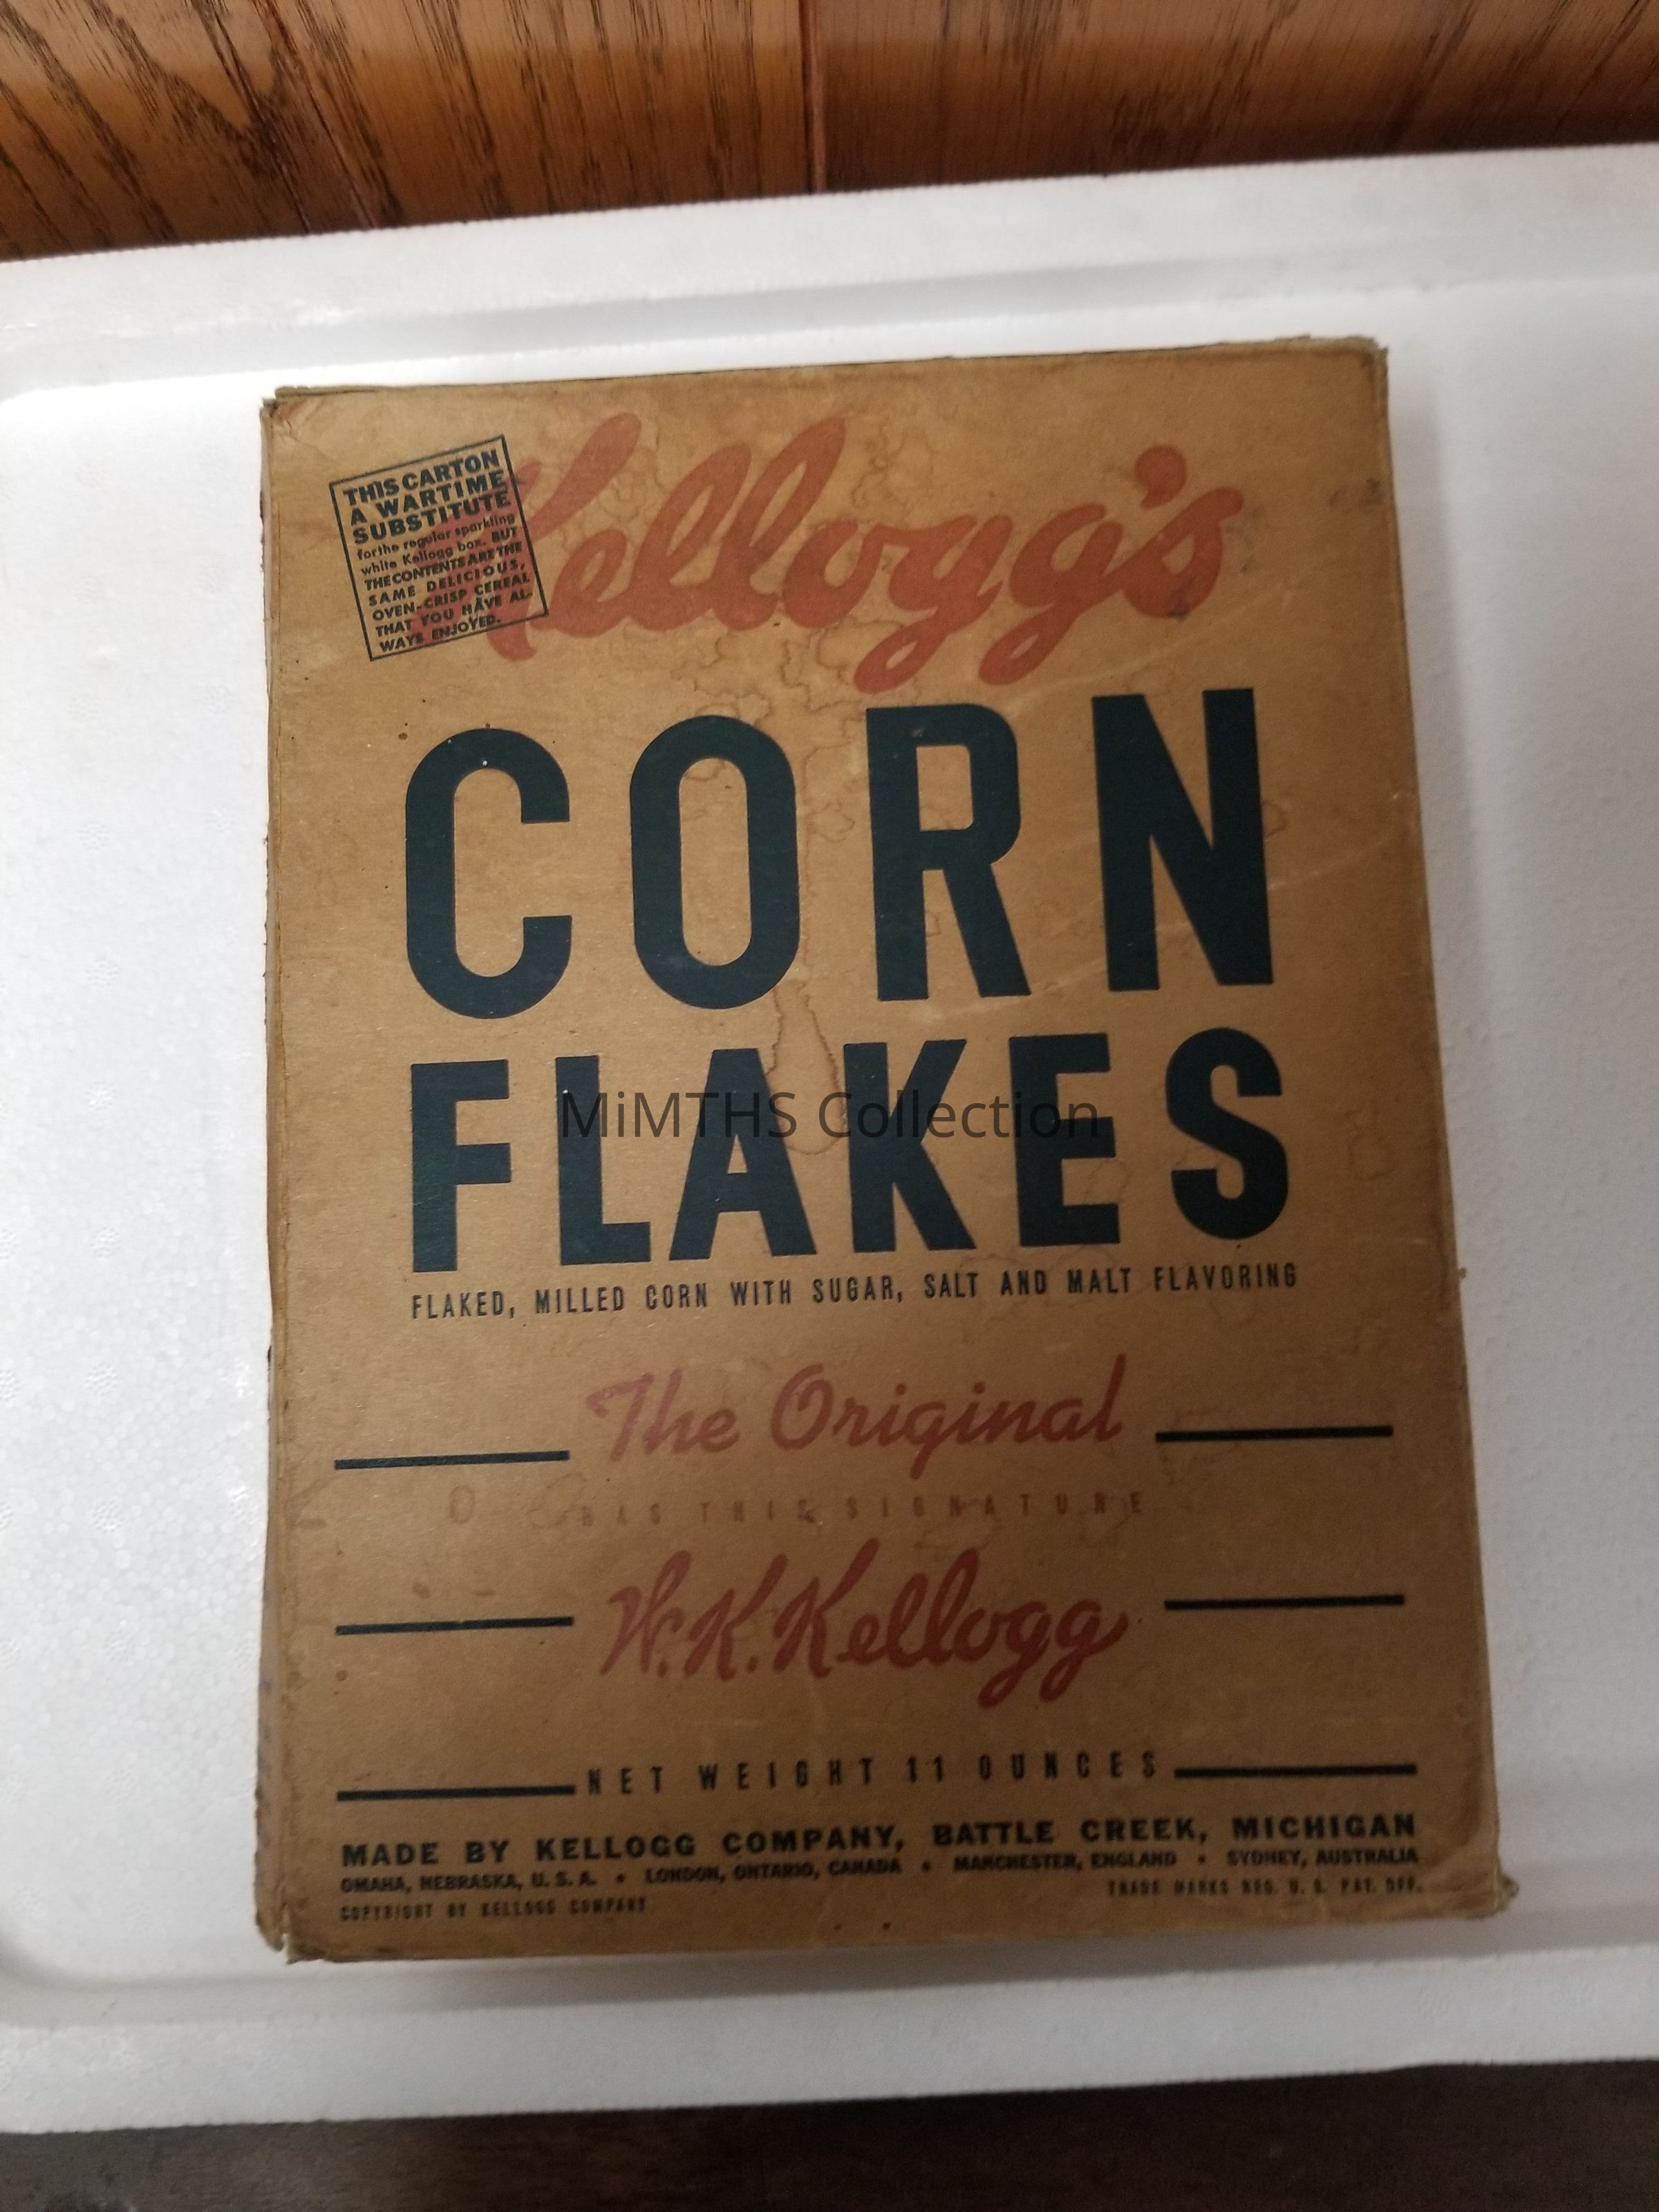 THIS CARTON
A WARTIME
SUBSTITUTE
for the regular sparkling
white Kellogg box. BUT
THE CONTENTS ARE THE
SAME DELICIOUS,
OVEN-CRISP CEREAL
THAT YOU HAVE AL-
WAYS ENJOYED.
Kellogg's
CORN
FLAKES
MiMTHS Collection
FLAKED, MILLED CORN WITH SUGAR, SALT AND MALT FLAVORING
The Original
HAS THIS SIGNATURE
W.K.Kellogg
NET WEIGHT 11 OUNCES
MADE BY KELLOGG COMPANY, BATTLE CREEK, MICHIGAN
OMAHA, NEBRASKA, U.S.A. • LONDON, ONTARIO, CANADA • MANCHESTER, ENGLAND • SYDNEY, AUSTRALIA
COPYRIGHT BY KELLOGG COMPANY
TRADE MARKS REG. U. S. PAT. OFF.